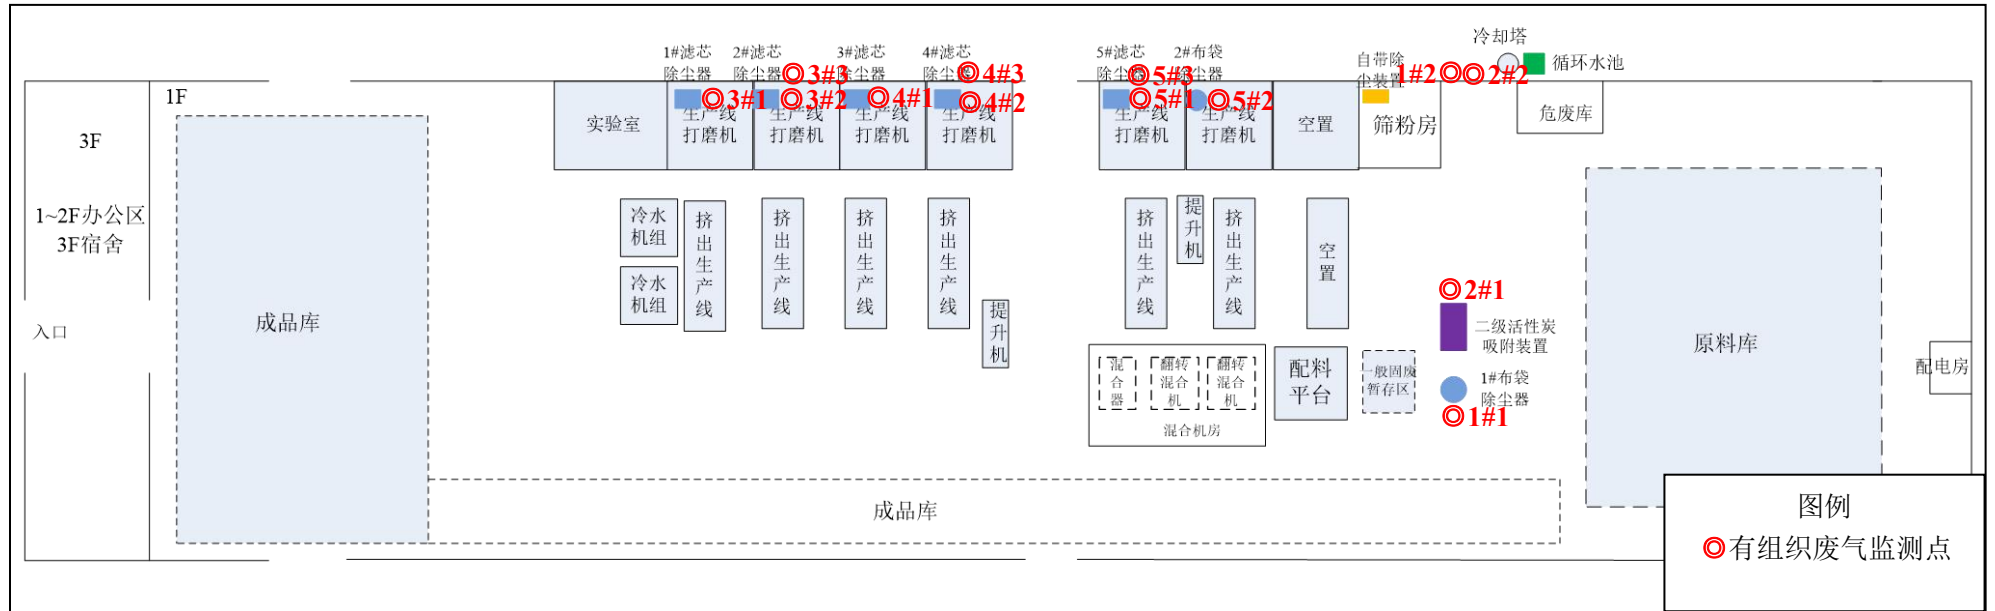 冷却塔
循环水池
1#滤芯
除尘器
2#滤芯
除尘器
3#3
3#滤芯
除尘器
4#滤芯
除尘器
4#3
5#滤芯
除尘器
5#3
2#布袋
除尘器
自带除
尘装置
1#2
2#2
1F
3F
1~2F办公区
3F宿舍
入口
成品库
实验室
3#1
生产线
打磨机
3#2
生产线
打磨机
4#1
生产线
打磨机
4#2
生产线
打磨机
5#1
生产线
打磨机
5#2
生产线
打磨机
空置
筛粉房
危废库
冷水
机组
冷水
机组
挤出生产线
挤出生产线
挤出生产线
挤出生产线
提升机
挤出生产线
提升机
挤出生产线
空置
2#1
二级活性炭
吸附装置
1#布袋
除尘器
1#1
原料库
配电房
混合器
翻转
混合
机
翻转
混合
机
混合机房
配料
平台
一般固废
暂存区
成品库
图例
有组织废气监测点